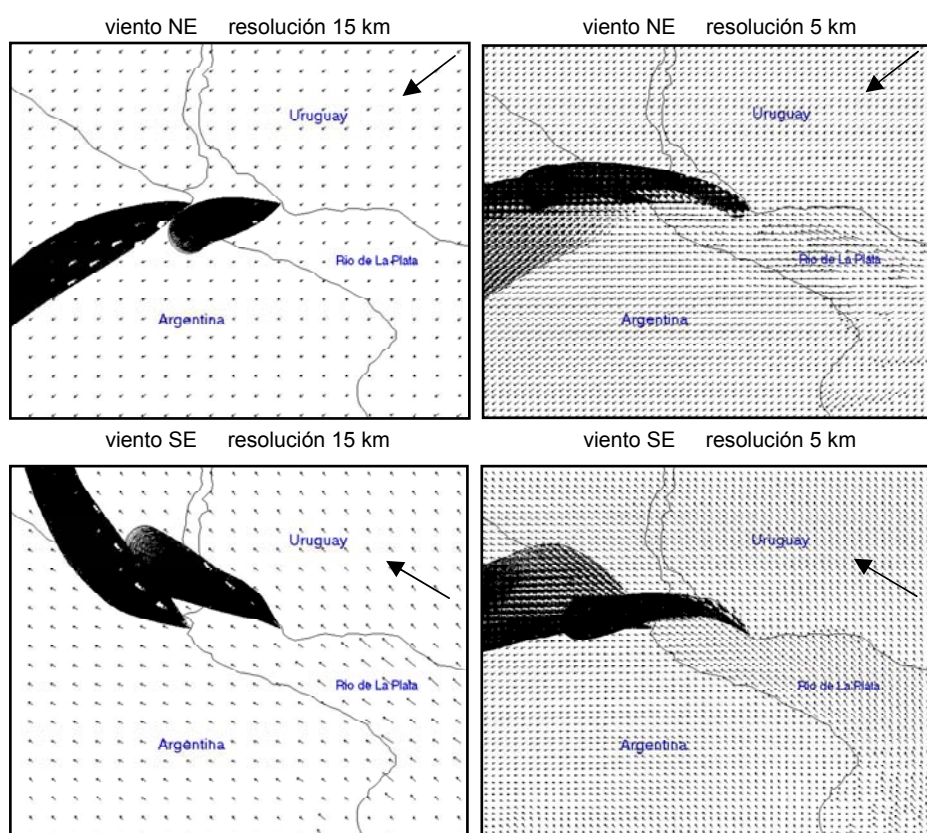 viento NE resolución 15 km
viento NE resolución 5 km
Uruguay
Rio de La Plata
Argentina
Uruguay
Rio de La Plata
Argentina
viento SE resolución 15 km
viento SE resolución 5 km
Uruguay
Rio de La Plata
Argentina
Uruguay
Rio de La Plata
Argentina